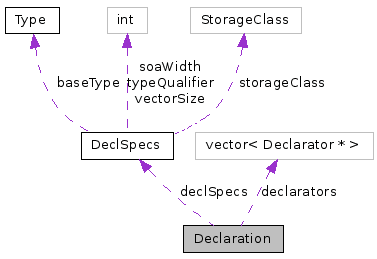 Type
int
StorageClass
soaWidth
baseType
typeQualifier
storageClass
vectorSize
DeclSpecs
vector< Declarator * >
declSpecs
declarators
Declaration